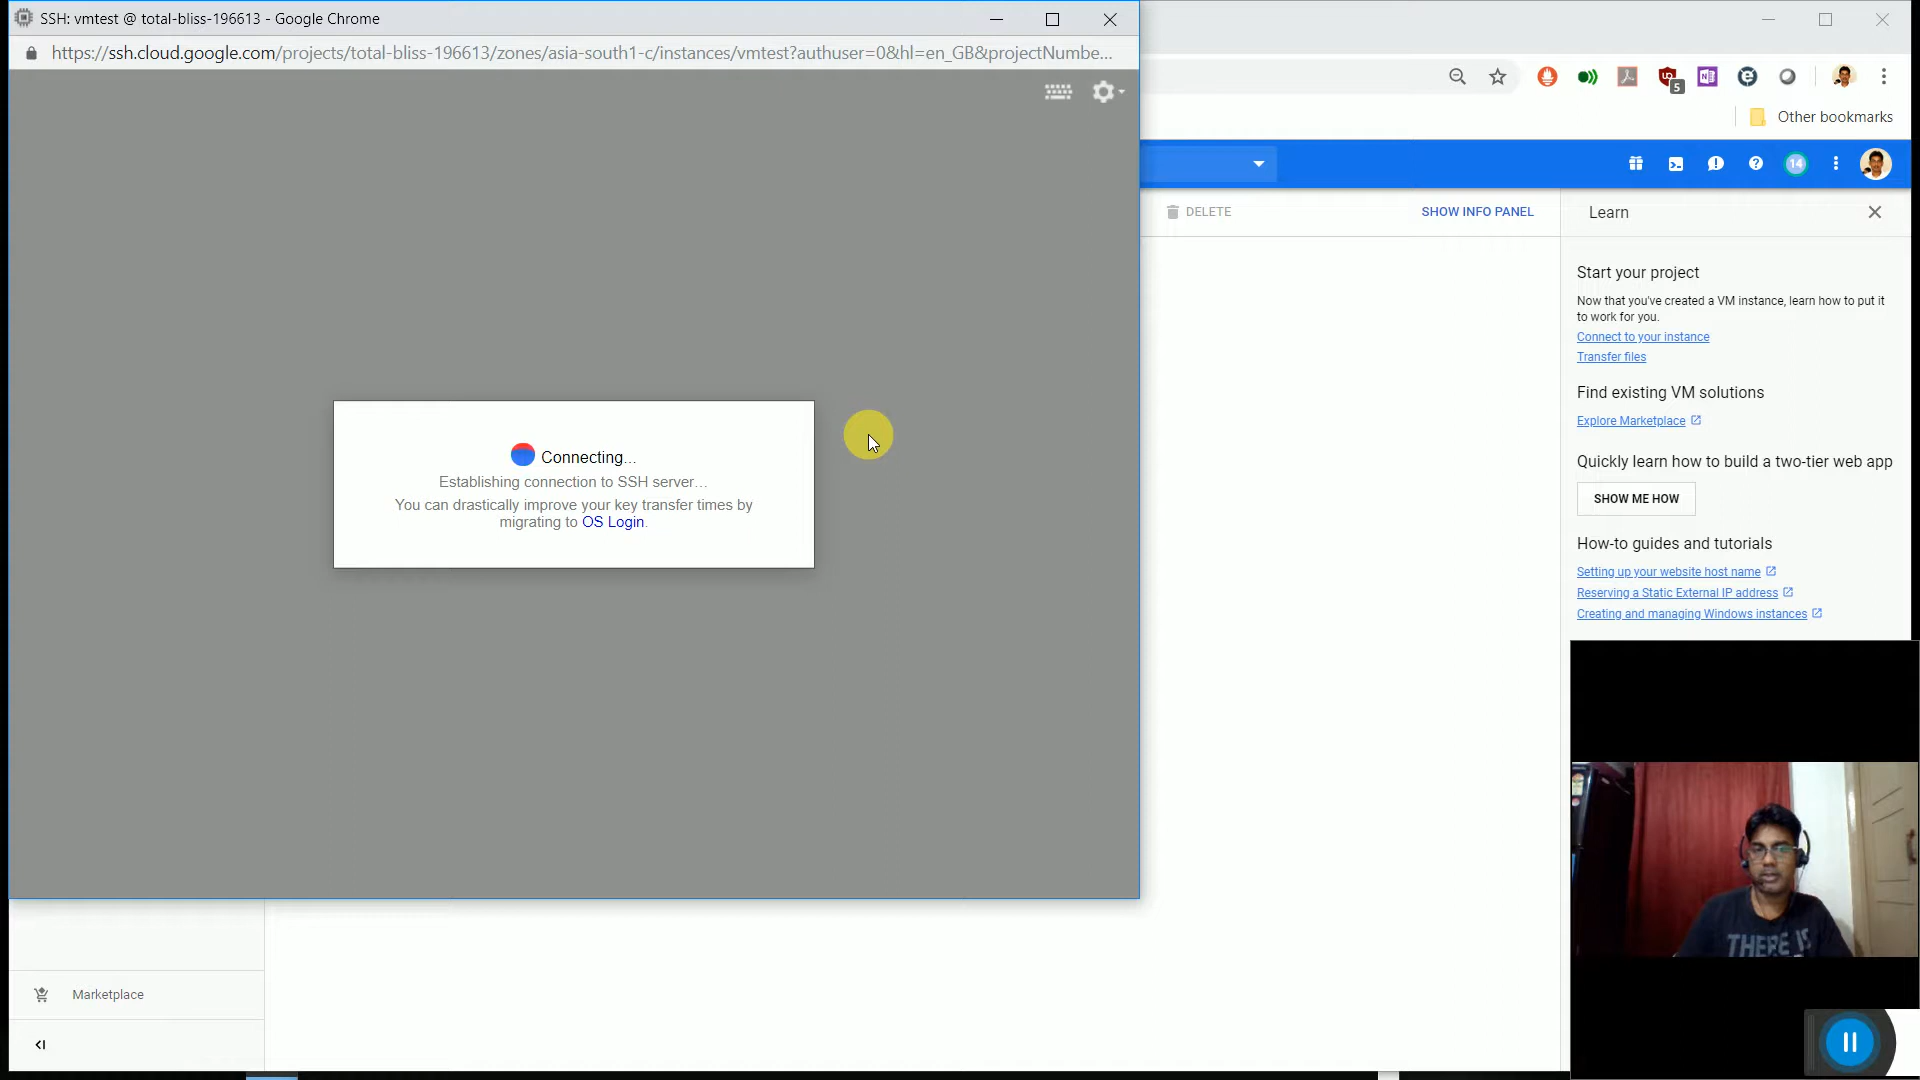 SSH: vmtest @ total-bliss-196613 - Google Chrome
https://ssh.cloud.google.com/projects/total-bliss-196613/zones/asia-south1-c/instances/vmtest?authuser=0&hl=en_GB&projectNumbe...
5
Other bookmarks
14
DELETE
SHOW INFO PANEL
Learn
Connecting...
Establishing connection to SSH server...
You can drastically improve your key transfer times by
migrating to OS Login.
Start your project
Now that you've created a VM instance, learn how to put it
to work for you.
Connect to your instance
Transfer files
Find existing VM solutions
Explore Marketplace
Quickly learn how to build a two-tier web app
SHOW ME HOW
How-to guides and tutorials
Setting up your website host name
Reserving a Static External IP address
Creating and managing Windows instances
THERE IS
Marketplace